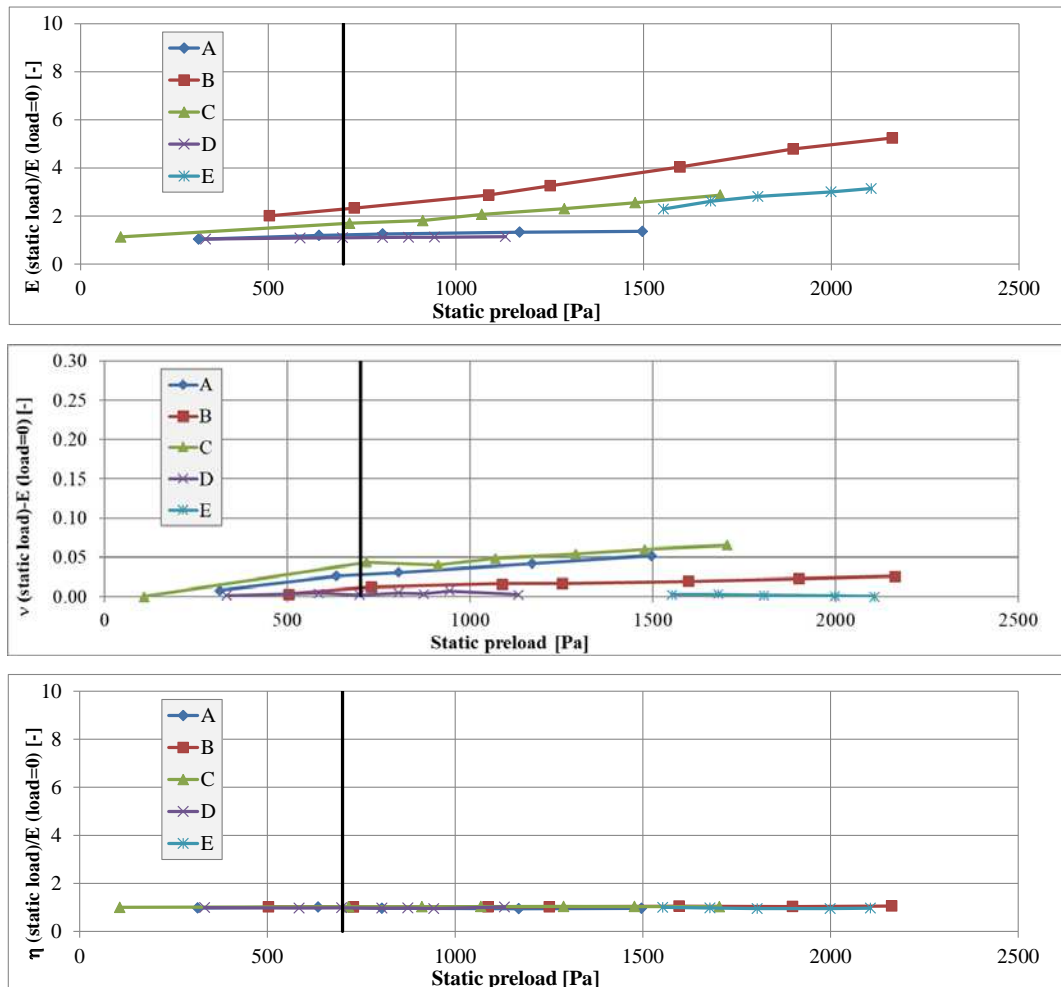 E (static load)/E (load=0) [-]
10
8
6
4
2
0
A
B
C
D
E
0 500 1000 1500 2000 2500
Static preload [Pa]
ν (static load)-E (load=0) [-]
0.30
0.25
0.20
0.15
0.10
0.05
0.00
A
B
C
D
E
0 500 1000 1500 2000 2500
Static preload [Pa]
η (static load)/E (load=0) [-]
10
8
6
4
2
0
A
B
C
D
E
0 500 1000 1500 2000 2500
Static preload [Pa]